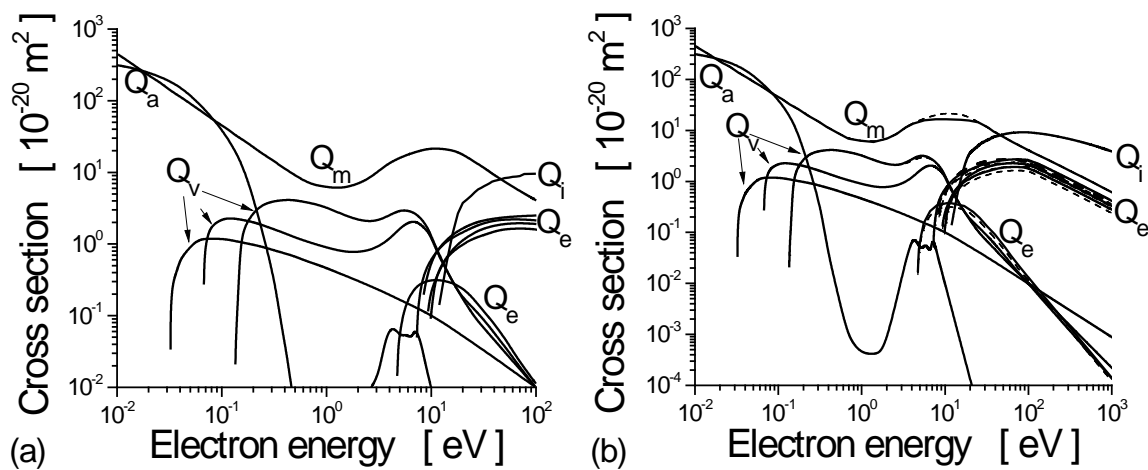 Cross section [ 10⁻²⁰ m² ]
10³
10²
10¹
10⁰
10⁻¹
10⁻²
Qₐ
Qᵥ
Qₘ
Qᵢ
Qₑ
Qₑ
10⁻² 10⁻¹ 10⁰ 10¹ 10²
(a) Electron energy [ eV ]
Cross section [ 10⁻²⁰ m² ]
10³
10²
10¹
10⁰
10⁻¹
10⁻²
10⁻³
10⁻⁴
Qₐ
Qᵥ
Qₘ
Qᵢ
Qₑ
Qₑ
10⁻² 10⁻¹ 10⁰ 10¹ 10² 10³
(b) Electron energy [ eV ]